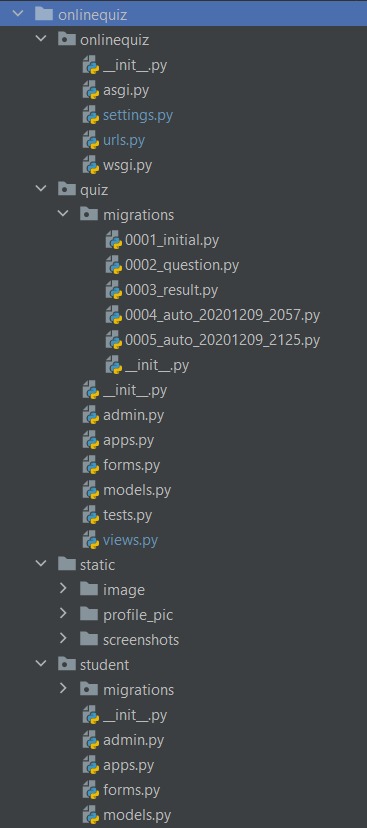 onlinequiz
onlinequiz
__init__.py
asgi.py
settings.py
urls.py
wsgi.py
quiz
migrations
0001_initial.py
0002_question.py
0003_result.py
0004_auto_20201209_2057.py
0005_auto_20201209_2125.py
__init__.py
__init__.py
admin.py
apps.py
forms.py
models.py
tests.py
views.py
static
image
profile_pic
screenshots
student
migrations
__init__.py
admin.py
apps.py
forms.py
models.py